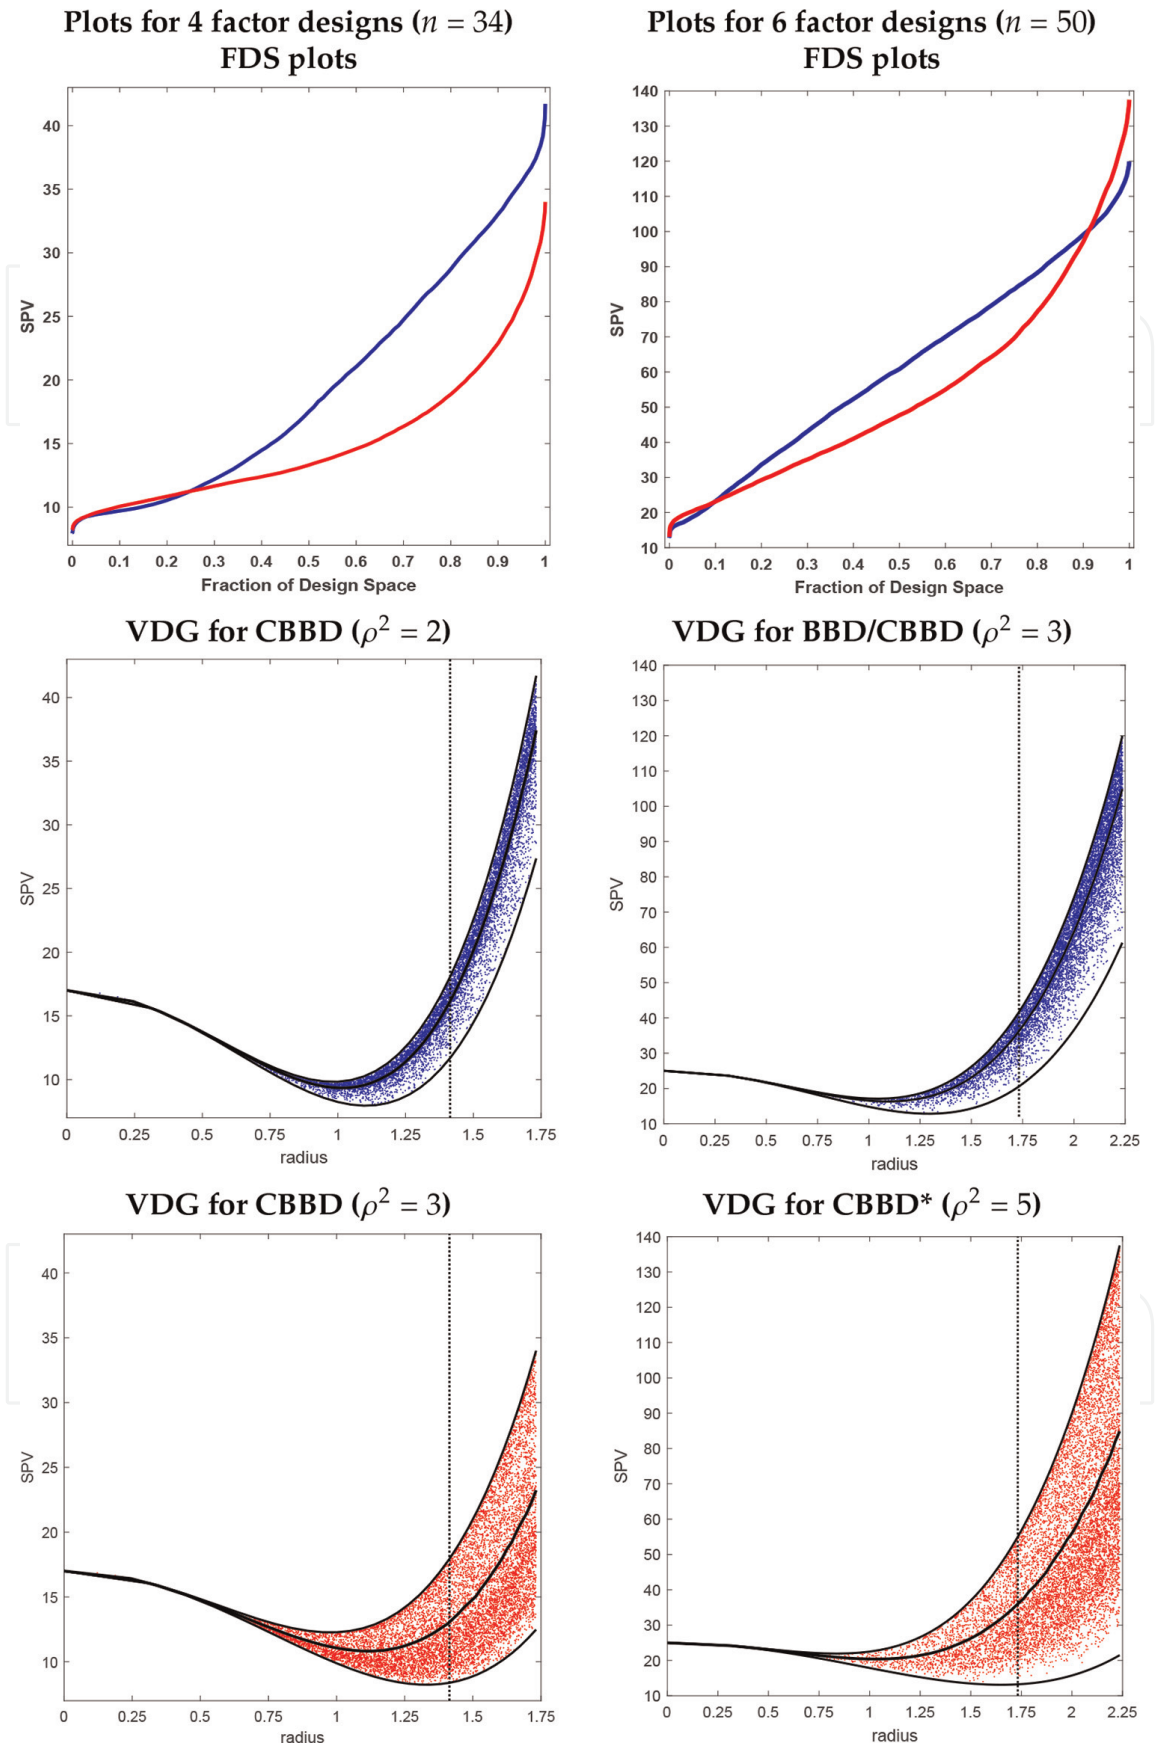 Plots for 4 factor designs (n = 34)
FDS plots
40
35
30
25
20
15
10
SPV
0 0.1 0.2 0.3 0.4 0.5 0.6 0.7 0.8 0.9 1
Fraction of Design Space
Plots for 6 factor designs (n = 50)
FDS plots
140
130
120
110
100
90
80
70
60
50
40
30
20
10
SPV
0 0.1 0.2 0.3 0.4 0.5 0.6 0.7 0.8 0.9 1
Fraction of Design Space
VDG for CBBD (ρ² = 2)
40
35
30
25
20
15
10
SPV
0 0.25 0.5 0.75 1 1.25 1.5 1.75
radius
VDG for BBD/CBBD (ρ² = 3)
140
130
120
110
100
90
80
70
60
50
40
30
20
10
SPV
0 0.25 0.5 0.75 1 1.25 1.5 1.75 2 2.25
radius
VDG for CBBD (ρ² = 3)
40
35
30
25
20
15
10
SPV
0 0.25 0.5 0.75 1 1.25 1.5 1.75
radius
VDG for CBBD* (ρ² = 5)
140
130
120
110
100
90
80
70
60
50
40
30
20
10
SPV
0 0.25 0.5 0.75 1 1.25 1.5 1.75 2 2.25
radius